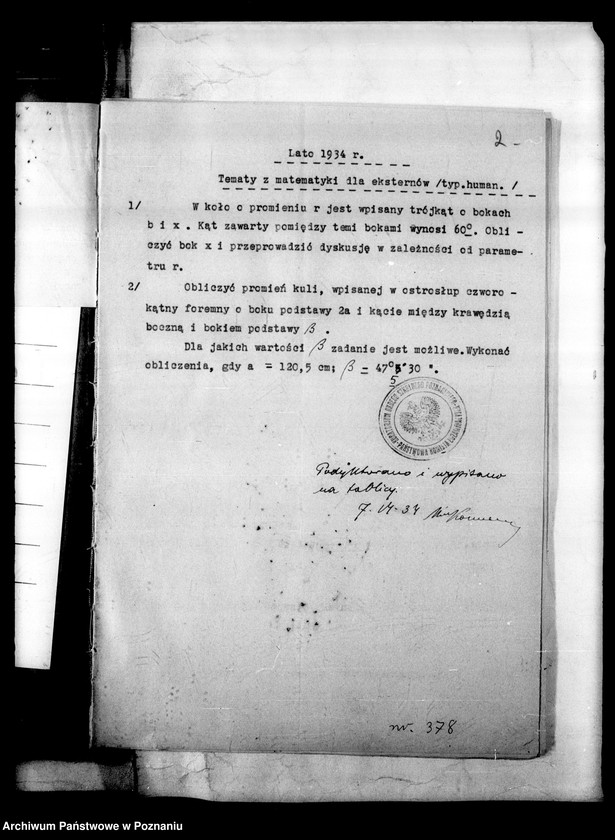 2-
Lato 1934 r.
Tematy z matematyki dla eksternów /typ.human. /
1/ W koło o promieniu r jest wpisany trójkąt o bokach
b i x . Kąt zawarty pomiędzy temi bokami wynosi 60°. Obli -
czyć bok x i przeprowadzić dyskusję w zależności od parame-
tru r.
2/ Obliczyć promień kuli, wpisanej w ostrosłup czworo -
kątny foremny o boku podstawy 2a i kącie między krawędzią
boczną i bokiem podstawy β .
Dla jakich wartości β zadanie jest możliwe.Wykonać
obliczenia, gdy a = 120,5 cm; β = 47° 5' 30 ".
Podyktowano i wypisano
na tablicy.
7. VI. 34
nr. 378
Archiwum Państwowe w Poznaniu